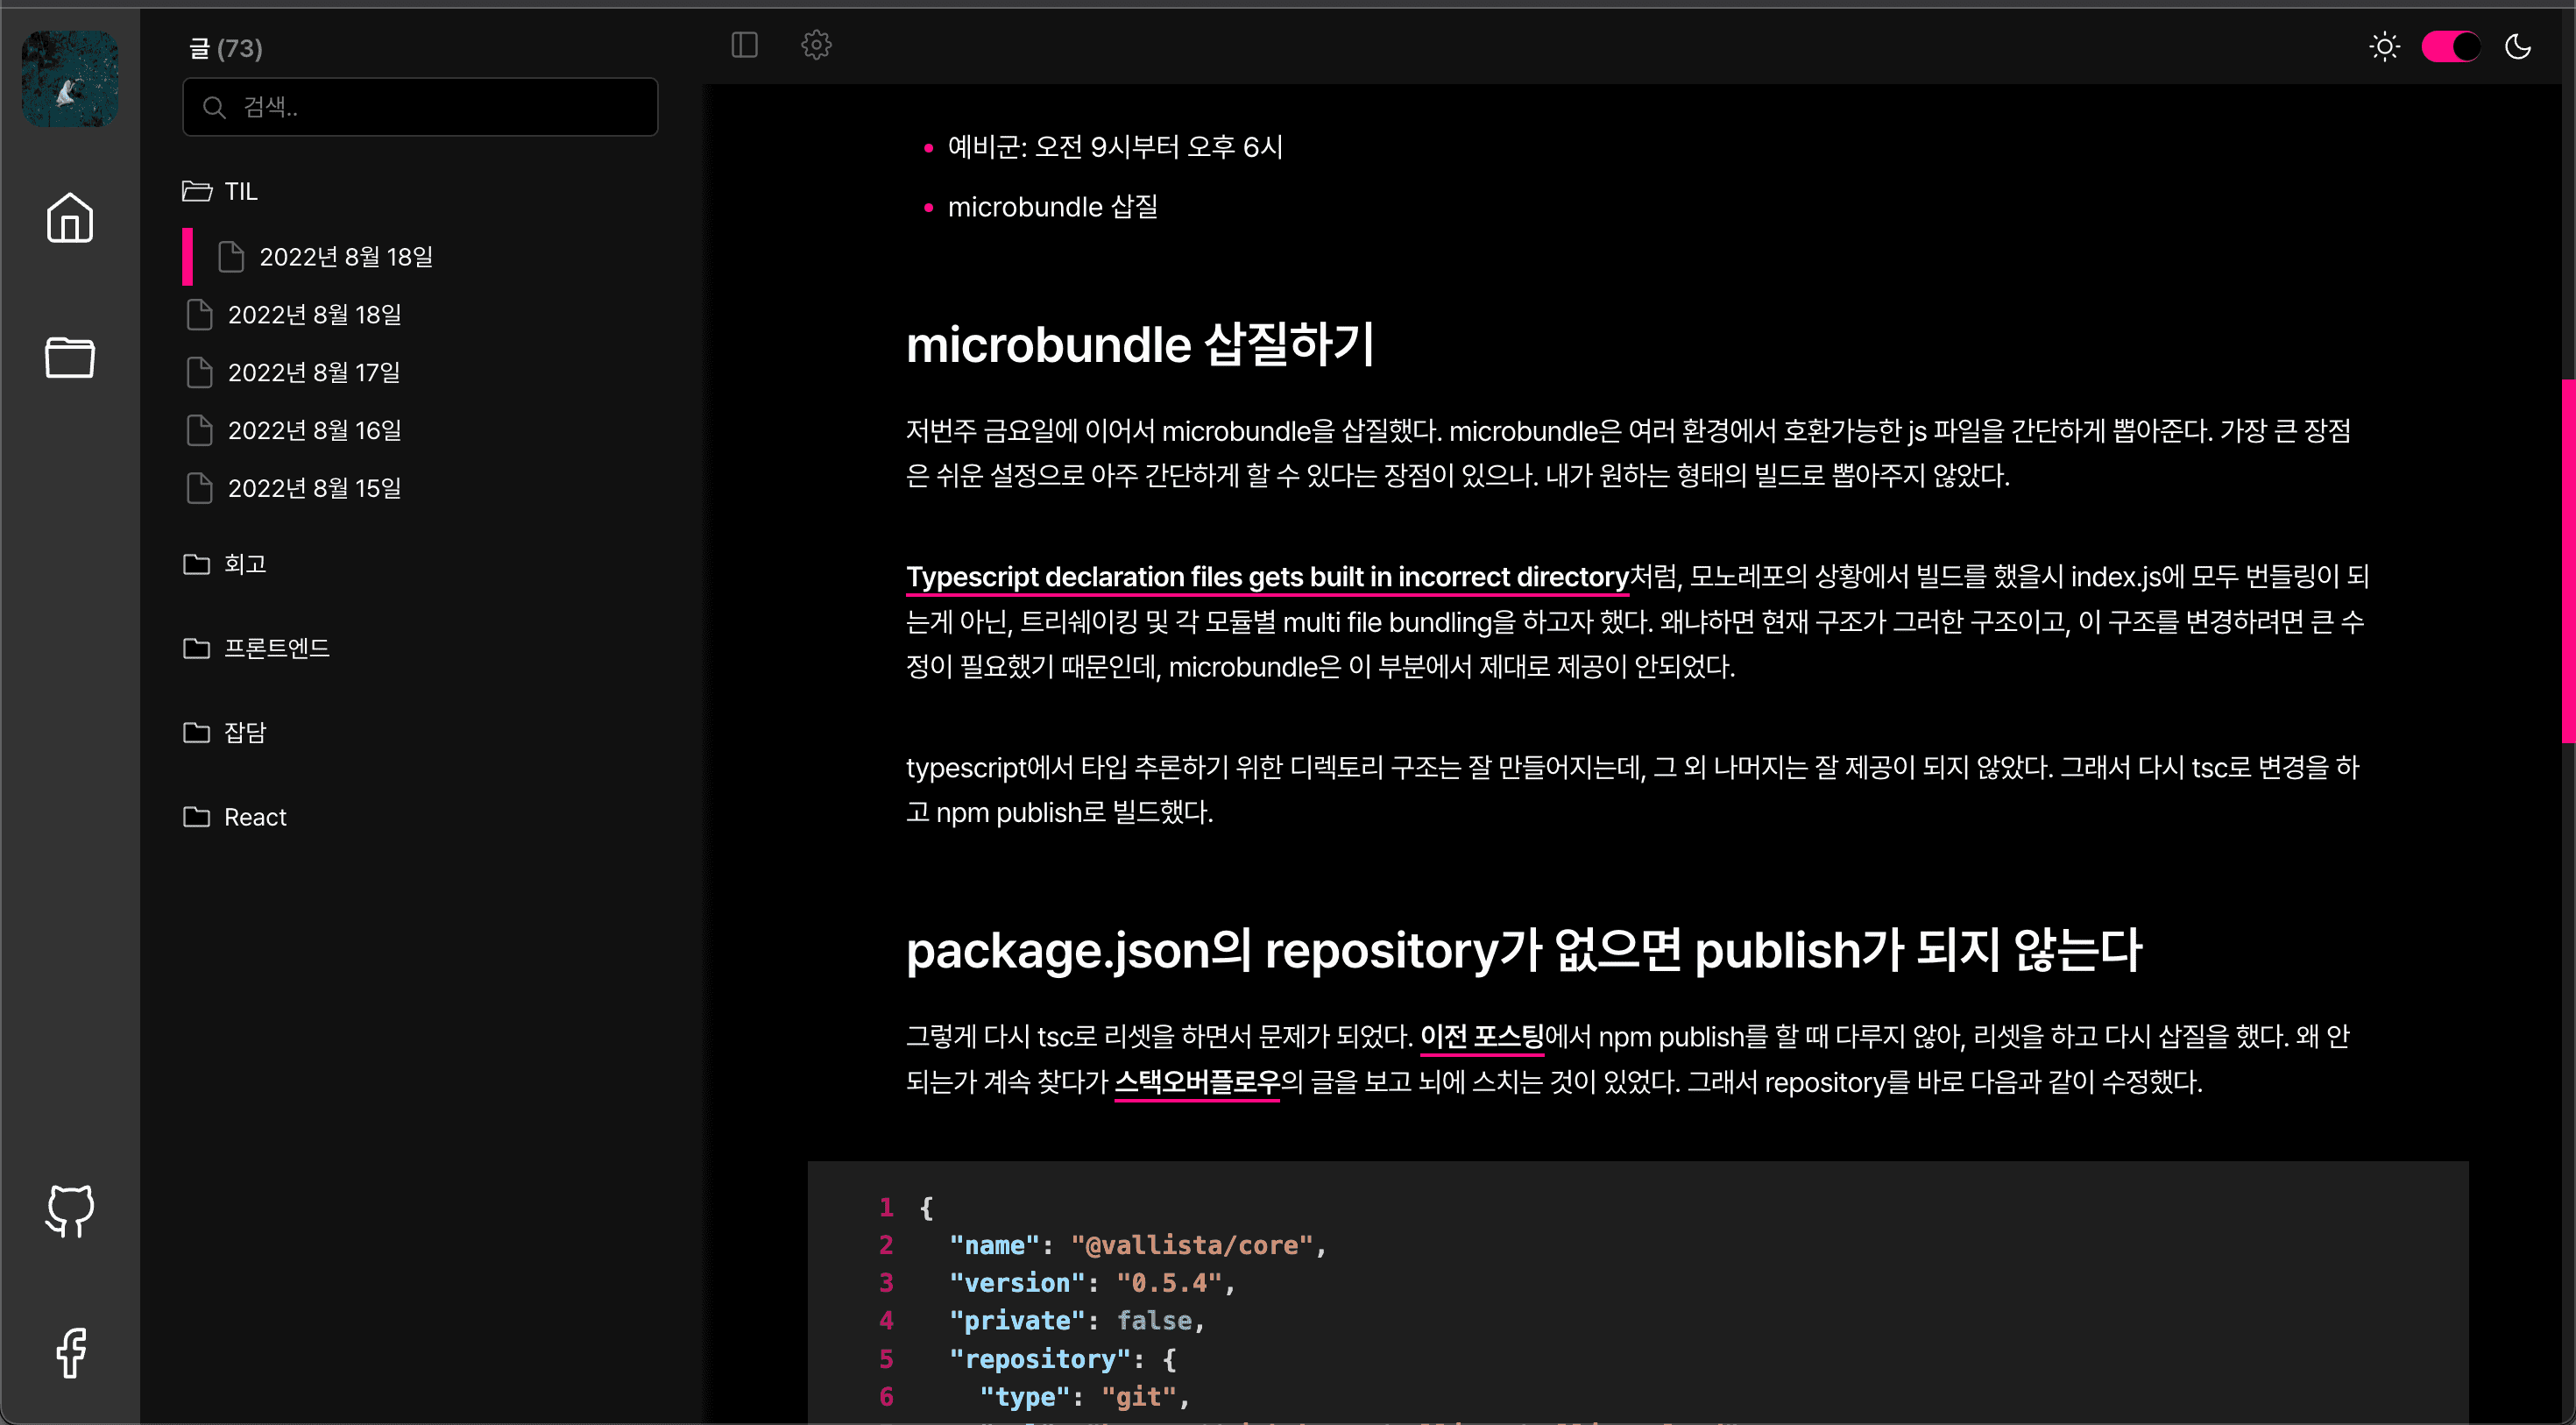 글 (73)
검색..
TIL
2022년 8월 18일
2022년 8월 18일
2022년 8월 17일
2022년 8월 16일
2022년 8월 15일
회고
프론트엔드
잡담
React
예비군: 오전 9시부터 오후 6시
microbundle 삽질
microbundle 삽질하기
저번주 금요일에 이어서 microbundle을 삽질했다. microbundle은 여러 환경에서 호환가능한 js 파일을 간단하게 뽑아준다. 가장 큰 장점
은 쉬운 설정으로 아주 간단하게 할 수 있다는 장점이 있으나. 내가 원하는 형태의 빌드로 뽑아주지 않았다.
Typescript declaration files gets built in incorrect directory처럼, 모노레포의 상황에서 빌드를 했을시 index.js에 모두 번들링이 되
는게 아닌, 트리쉐이킹 및 각 모듈별 multi file bundling을 하고자 했다. 왜냐하면 현재 구조가 그러한 구조이고, 이 구조를 변경하려면 큰 수
정이 필요했기 때문인데, microbundle은 이 부분에서 제대로 제공이 안되었다.
typescript에서 타입 추론하기 위한 디렉토리 구조는 잘 만들어지는데, 그 외 나머지는 잘 제공이 되지 않았다. 그래서 다시 tsc로 변경을 하
고 npm publish로 빌드했다.
package.json의 repository가 없으면 publish가 되지 않는다
그렇게 다시 tsc로 리셋을 하면서 문제가 되었다. 이전 포스팅에서 npm publish를 할 때 다루지 않아, 리셋을 하고 다시 삽질을 했다. 왜 안
되는가 계속 찾다가 스택오버플로우의 글을 보고 뇌에 스치는 것이 있었다. 그래서 repository를 바로 다음과 같이 수정했다.
1 {
2 "name": "@vallista/core",
3 "version": "0.5.4",
4 "private": false,
5 "repository": {
6 "type": "git",